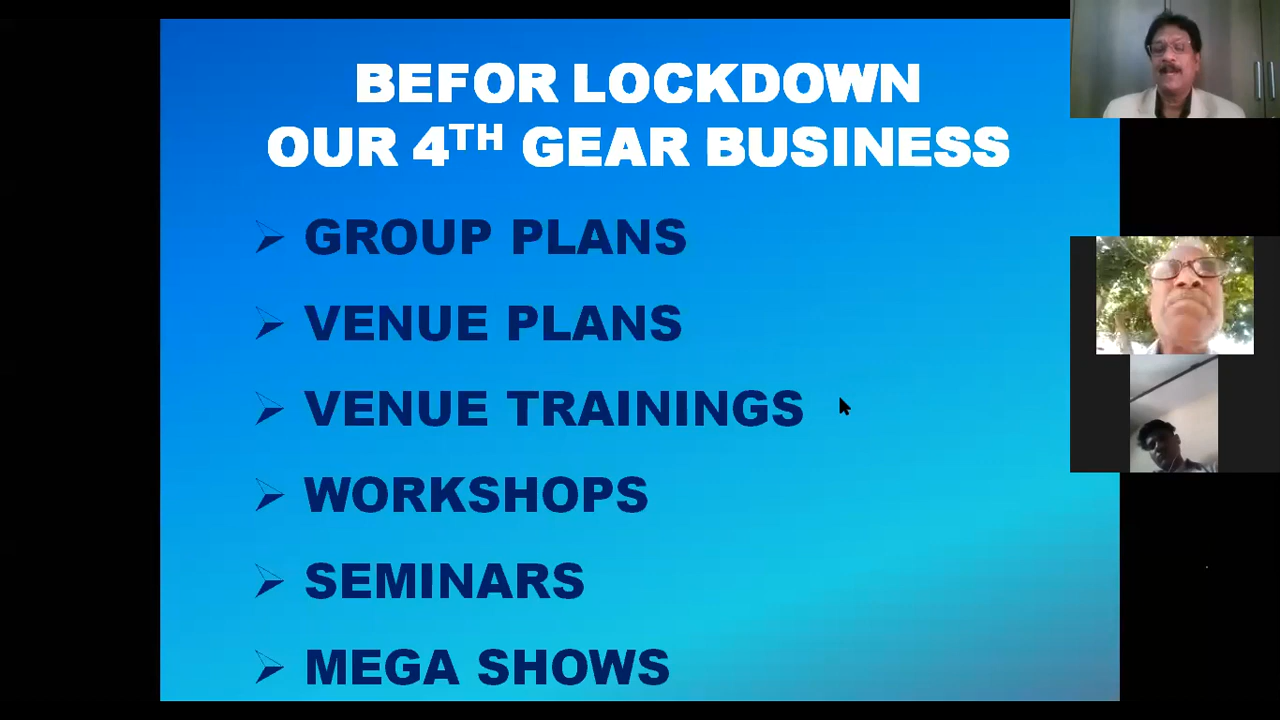 BEFOR LOCKDOWN
OUR 4TH GEAR BUSINESS
GROUP PLANS
VENUE PLANS
VENUE TRAININGS
WORKSHOPS
SEMINARS
MEGA SHOWS